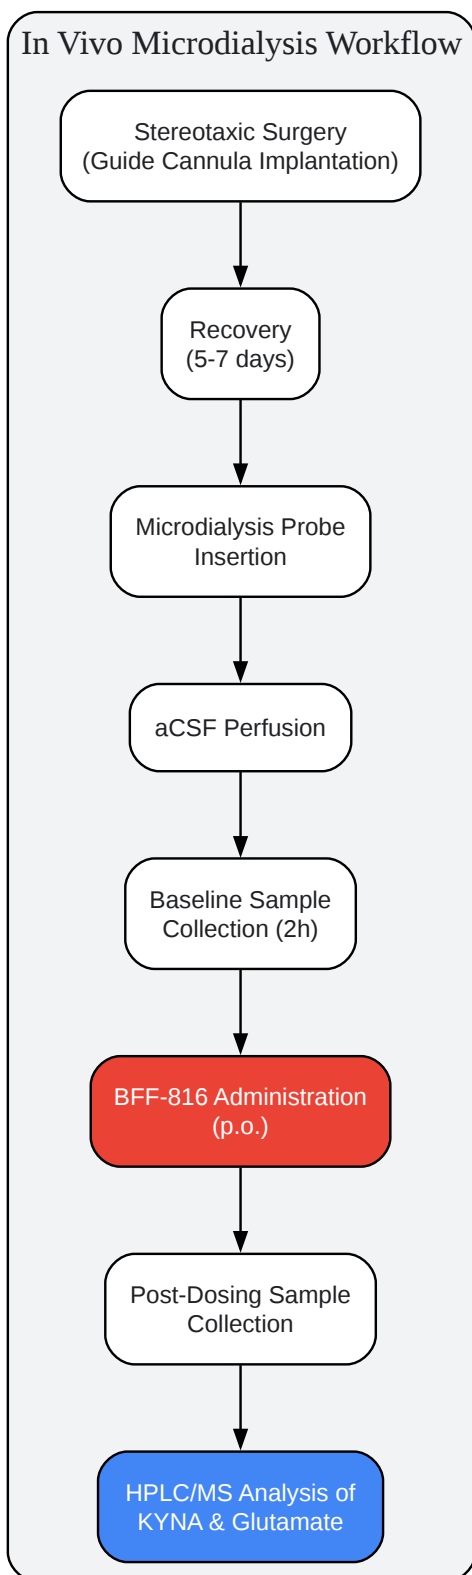 In Vivo Microdialysis Workflow
Stereotaxic Surgery
(Guide Cannula Implantation)
Recovery
(5-7 days)
Microdialysis Probe
Insertion
aCSF Perfusion
Baseline Sample
Collection (2h)
BFF-816 Administration
(p.o.)
Post-Dosing Sample
Collection
HPLC/MS Analysis of
KYNA & Glutamate